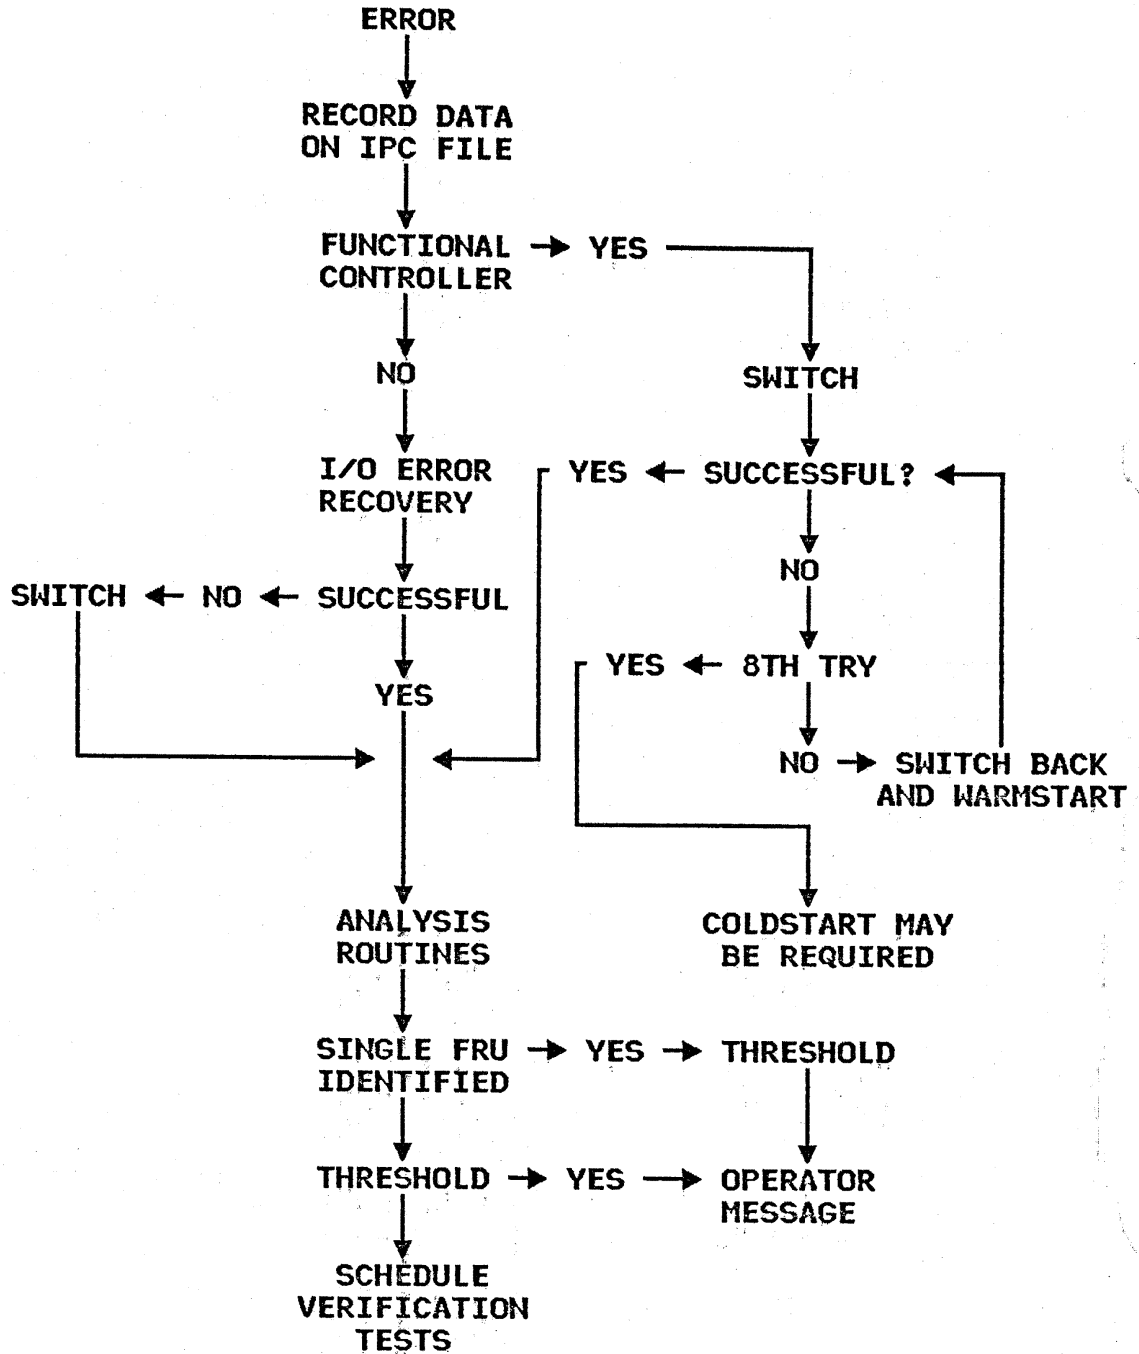 ERROR
RECORD DATA
ON IPC FILE
FUNCTIONAL
CONTROLLER
YES
NO
SWITCH
I/O ERROR
RECOVERY
YES
SUCCESSFUL?
NO
SWITCH
NO
SUCCESSFUL
YES
YES
8TH TRY
NO
SWITCH BACK
AND WARMSTART
ANALYSIS
ROUTINES
COLDSTART MAY
BE REQUIRED
SINGLE FRU
IDENTIFIED
YES
THRESHOLD
THRESHOLD
YES
OPERATOR
MESSAGE
SCHEDULE
VERIFICATION
TESTS